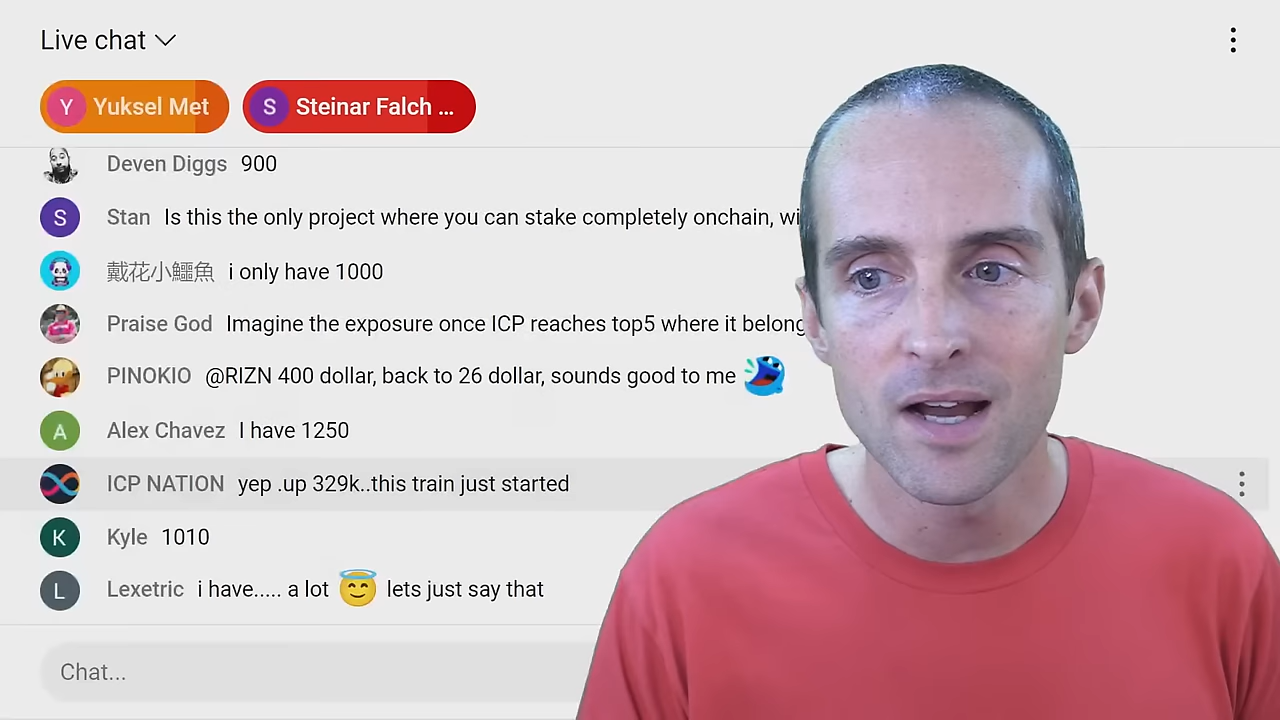 Live chat
Y Yuksel Met
S Steinar Falch ...
Deven Diggs 900
S Stan Is this the only project where you can stake completely onchain, wi
戴花小鱷魚 i only have 1000
Praise God Imagine the exposure once ICP reaches top5 where it belong
PINOKIO @RIZN 400 dollar, back to 26 dollar, sounds good to me
A Alex Chavez I have 1250
ICP NATION yep .up 329k..this train just started
K Kyle 1010
L Lexetric i have..... a lot 😇 lets just say that
Chat...